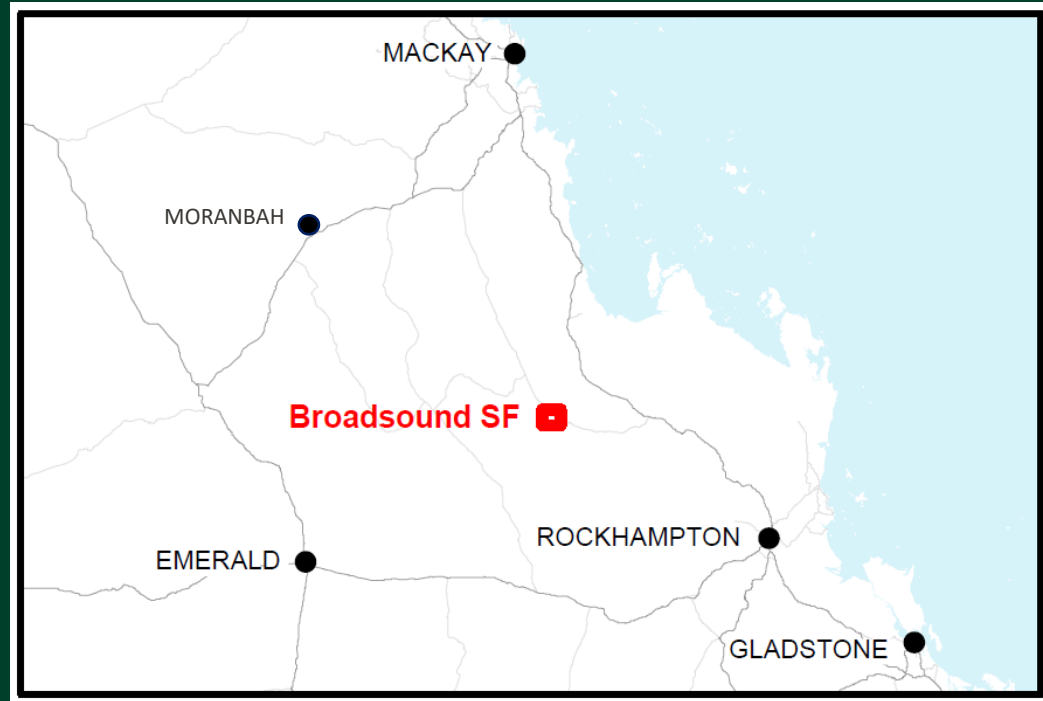 MACKAY
MORANBAH
Broadsound SF
ROCKHAMPTON
EMERALD
GLADSTONE